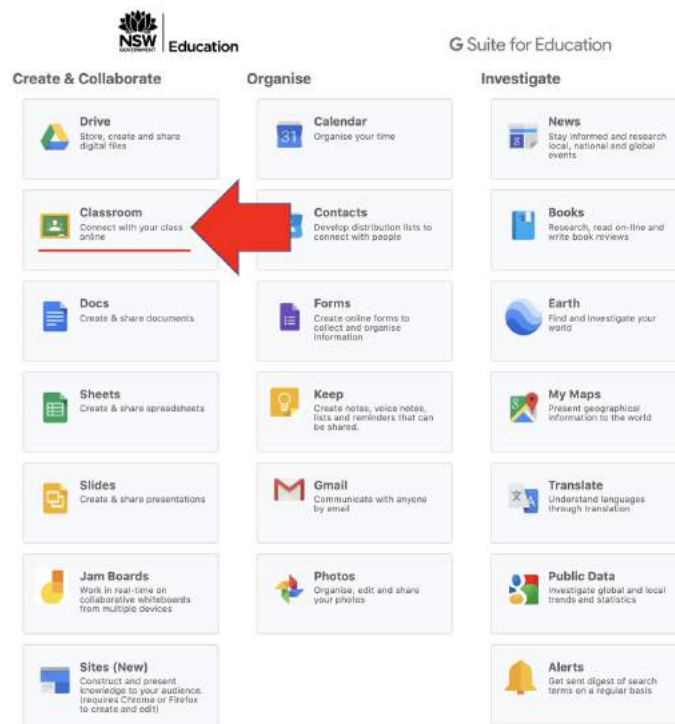 NSW
GOVERNMENT
Education
G Suite for Education
Create & Collaborate
Drive
Store, create and share
digital files
Classroom
Connect with your class
online
Docs
Create & share documents
Sheets
Create & share spreadsheets
Slides
Create & share presentations
Jam Boards
Work in real-time on
collaborative whiteboards
from multiple devices
Sites (New)
Construct and present
knowledge to your audience.
(requires Chrome or Firefox
to create and edit)
Organise
31
Calendar
Organise your time
Contacts
Develop distribution lists to
connect with people
Forms
Create online forms to
collect and organise
information
Keep
Create notes, voice notes,
lists and reminders that can
be shared.
Gmail
Communicate with anyone
by email
Photos
Organise, edit and share
your photos
Investigate
News
Stay informed and research
local, national and global
events
Books
Research, read on-line and
write book reviews
Earth
Find and investigate your
world
My Maps
Present geographical
information to the world
Translate
Understand languages
through translation
Public Data
Investigate global and local
trends and statistics
Alerts
Get sent digest of search
terms on a regular basis